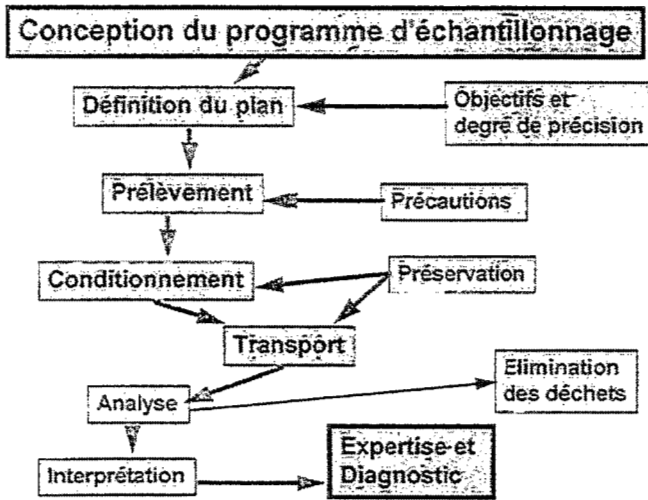 Conception du programme d'échantillonnage
Définition du plan
Objectifs et
degré de précision
Prélèvement
Précautions
Conditionnement
Préservation
Transport
Elimination
des déchets
Analyse
Expertise et
Diagnostic
Interprétation